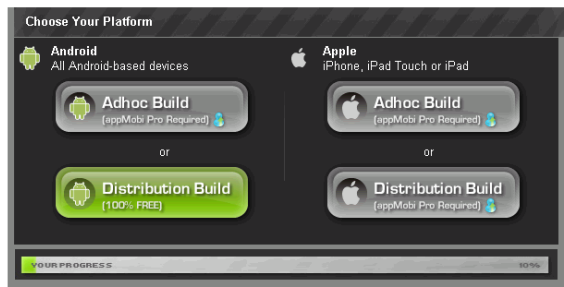 Choose Your Platform
Android
All Android-based devices
Adhoc Build
(appMobi Pro Required)
or
Distribution Build
(100% FREE)
Apple
iPhone, iPad Touch or iPad
Adhoc Build
(appMobi Pro Required)
or
Distribution Build
(appMobi Pro Required)
YOUR PROGRESS 10%